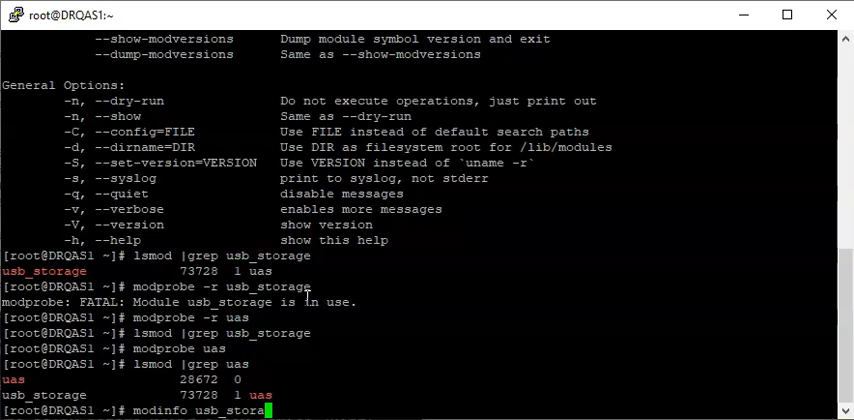 root@DRQAS1:~
--show-modversions Dump module symbol version and exit
--dump-modversions Same as --show-modversions
General Options:
-n, --dry-run Do not execute operations, just print out
-n, --show Same as --dry-run
-C, --config=FILE Use FILE instead of default search paths
-d, --dirname=DIR Use DIR as filesystem root for /lib/modules
-S, --set-version=VERSION Use VERSION instead of `uname -r`
-s, --syslog print to syslog, not stderr
-q, --quiet disable messages
-v, --verbose enables more messages
-V, --version show version
-h, --help show this help
[root@DRQAS1 ~]# lsmod |grep usb_storage
usb_storage 73728 1 uas
[root@DRQAS1 ~]# modprobe -r usb_storage
modprobe: FATAL: Module usb_storage is in use.
[root@DRQAS1 ~]# modprobe -r uas
[root@DRQAS1 ~]# lsmod |grep usb_storage
[root@DRQAS1 ~]# modprobe uas
[root@DRQAS1 ~]# lsmod |grep uas
uas 28672 0
usb_storage 73728 1 uas
[root@DRQAS1 ~]# modinfo usb_stora